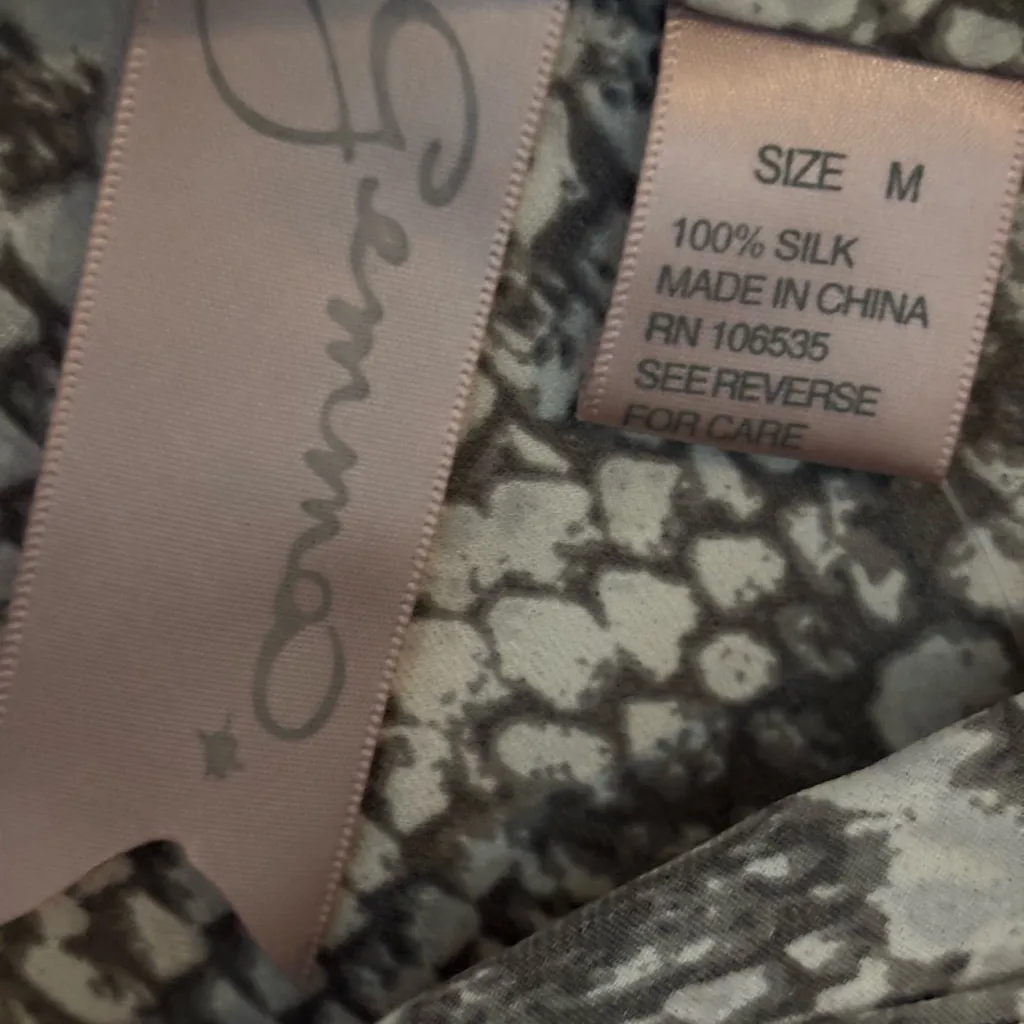 SIZE M
100% SILK
MADE IN CHINA
RN 106535
SEE REVERSE
FOR CARE